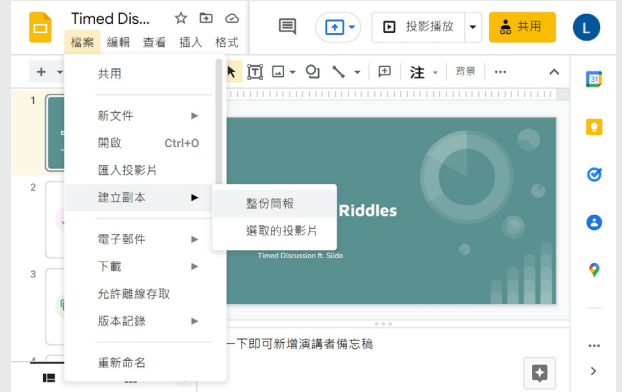 Timed Dis...
檔案 編輯 查看 插入 格式
投影播放
共用
L
注
背景
31
共用
新文件
開啟 Ctrl+O
匯入投影片
建立副本
整份簡報
選取的投影片
電子郵件
下載
允許離線存取
版本記錄
重新命名
1
2
3
4
Riddles
Timed Discussion ft. Slido
一下即可新增演講者備忘稿